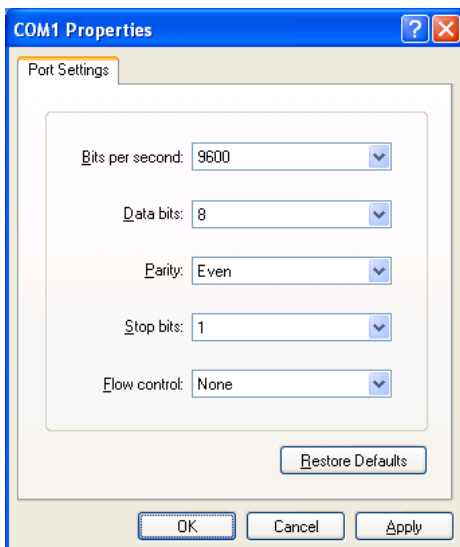 COM1 Properties
Port Settings
Bits per second: 9600
Data bits: 8
Parity: Even
Stop bits: 1
Flow control: None
Restore Defaults
OK Cancel Apply